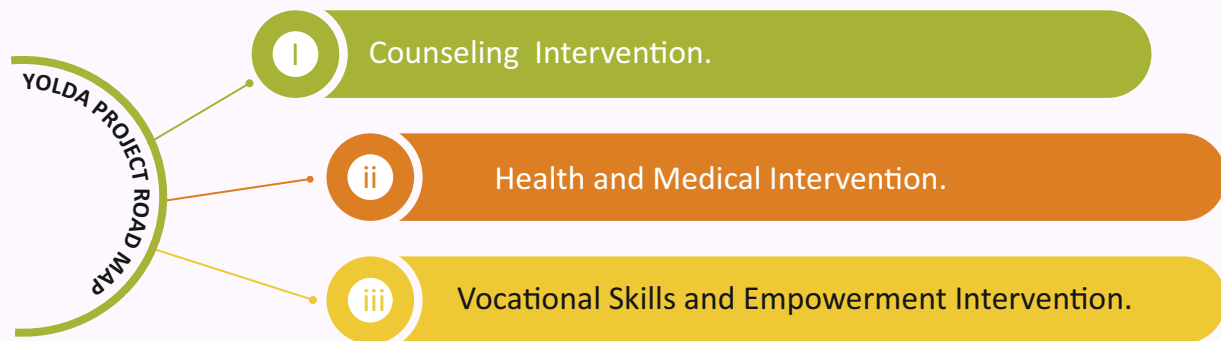 YOLDA PROJECT ROAD MAP
I
Counseling Intervention.
ii
Health and Medical Intervention.
iii
Vocational Skills and Empowerment Intervention.